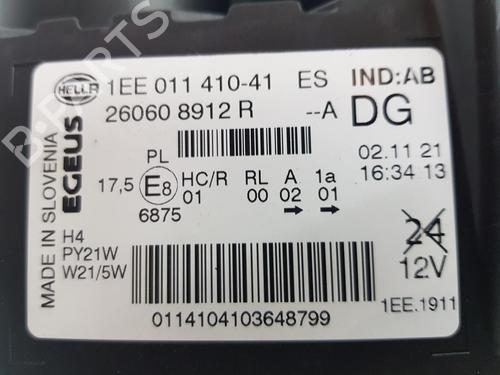 HELLA
1EE 011 410-41 ES IND:AB
26060 8912 R --A DG
MADE IN SLOVENIA
EGEUS
PL
02.11 21
16:34 13
17,5 E8 HC/R RL A 1a
01 00 02 01
6875 → →
H4
PY21W
W21/5W
24
12V
1EE.1911
0114104103648799
B-PARTS